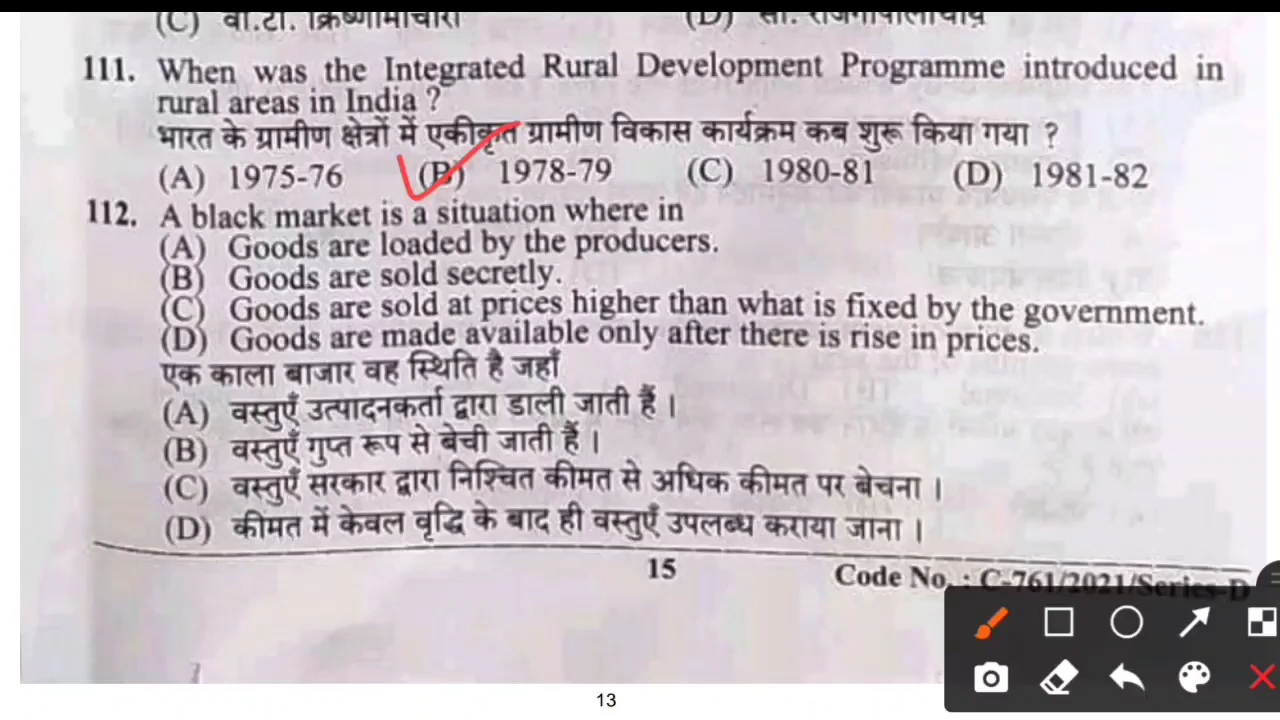 (C) वी.टी. क्रिष्णामाचारी (D) सी. राजगोपालाचार्य
111. When was the Integrated Rural Development Programme introduced in
rural areas in India ?
भारत के ग्रामीण क्षेत्रों में एकीकृत ग्रामीण विकास कार्यक्रम कब शुरू किया गया ?
(A) 1975-76 (B) 1978-79 (C) 1980-81 (D) 1981-82
112. A black market is a situation where in
(A) Goods are loaded by the producers.
(B) Goods are sold secretly.
(C) Goods are sold at prices higher than what is fixed by the government.
(D) Goods are made available only after there is rise in prices.
एक काला बाजार वह स्थिति है जहाँ
(A) वस्तुएँ उत्पादनकर्ता द्वारा डाली जाती हैं ।
(B) वस्तुएँ गुप्त रूप से बेची जाती हैं ।
(C) वस्तुएँ सरकार द्वारा निश्चित कीमत से अधिक कीमत पर बेचना ।
(D) कीमत में केवल वृद्धि के बाद ही वस्तुएँ उपलब्ध कराया जाना ।
15 Code No. : C-761/2021/Series-D
13